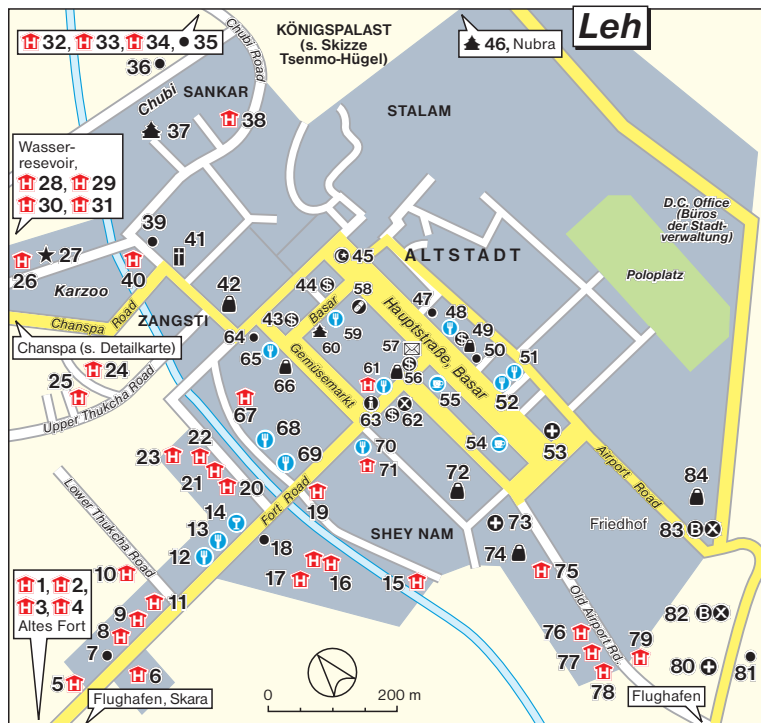 Leh
32, 33, 34, 35
KÖNIGSPALAST
(s. Skizze
Tsenmo-Hügel)
46, Nubra
Chubi Road
36
Chubi
SANKAR
STALAM
37
38
Wasser-
resevoir,
28, 29
30, 31
D.C. Office
(Büros
der Stadt-
verwaltung)
39
41
45
ALTSTADT
26
27
40
Karzoo
Poloplatz
42
44 $
58
47
48
Basar
Hauptstraße, Basar
Chanspa Road
ZANGSTI
43 $
59
60
49
$
50
64
57
51
Chanspa (s. Detailkarte)
65
Gemüsemarkt
61
$
56
24
66
55
52
25
67
63
$
62
Upper Thukcha Road
68
70
54
53
22
23
69
71
Airport Road
21
20
72
84
Lower Thukcha Road
14
Fort Road
19
13
SHEY NAM
73
Friedhof
83 B
12
18
74
10
17
16
15
75
1, 2,
3, 4
Altes Fort
11
9
8
Old Airport Rd.
82 B
76
79
7
77
80
81
5
6
78
Flughafen, Skara
0
200 m
Flughafen